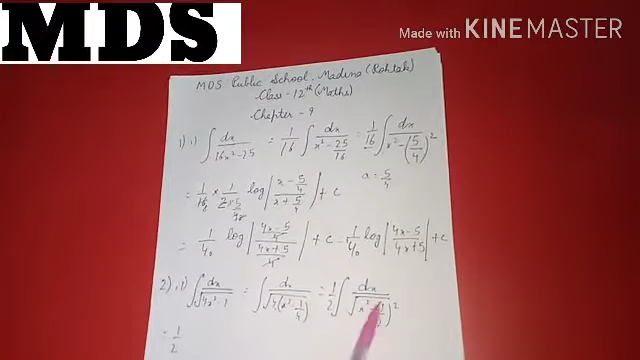 MDS
Made with KINEMASTER
MDS Public School, Madina (Rohtak)
Class-12th (Maths)
Chapter - 9
1) i) ∫ dx/(16x²-25) = 1/16 ∫ dx/(x² - 25/16) = 1/16 ∫ dx/(x² - (5/4)²)
a = 5/4
= 1/16 × 1/(2×5/4) log |(x - 5/4)/(x + 5/4)| + c
= 1/40 log |((4x-5)/4)/((4x+5)/4)| + c = 1/40 log |(4x-5)/(4x+5)| + c
2) i) ∫ dx/√(4x²-1) = ∫ dx/√(4(x² - 1/4)) = 1/2 ∫ dx/√(x² - (1/2)²)
= 1/2